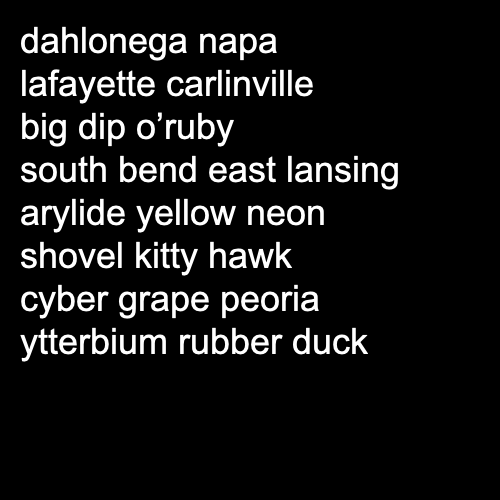 dahlonega napa
lafayette carlinville
big dip o’ruby
south bend east lansing
arylide yellow neon
shovel kitty hawk
cyber grape peoria
ytterbium rubber duck